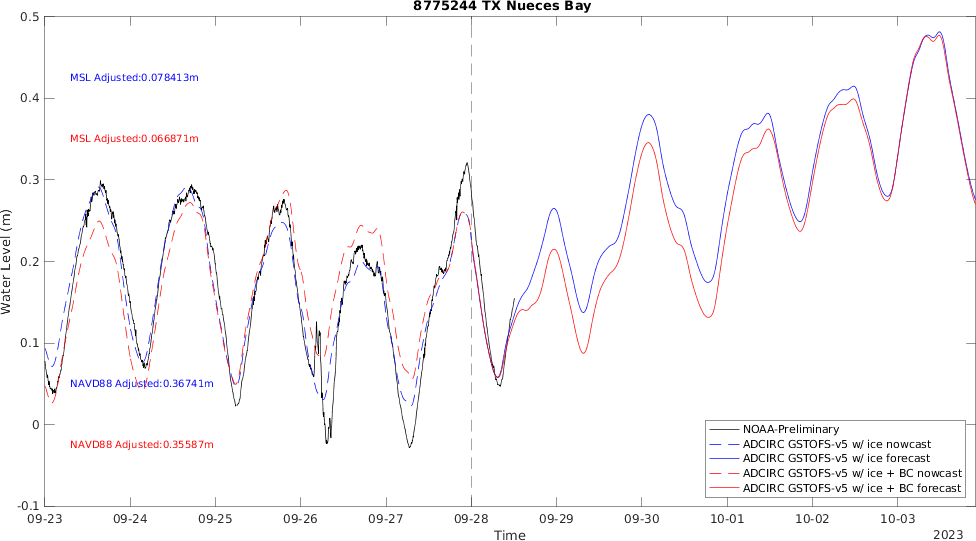 8775244 TX Nueces Bay
0.5
0.4
0.3
0.2
0.1
0
-0.1
Water Level (m)
MSL Adjusted:0.078413m
MSL Adjusted:0.066871m
NAVD88 Adjusted:0.36741m
NAVD88 Adjusted:0.35587m
NOAA-Preliminary
ADCIRC GSTOFS-v5 w/ ice nowcast
ADCIRC GSTOFS-v5 w/ ice forecast
ADCIRC GSTOFS-v5 w/ ice + BC nowcast
ADCIRC GSTOFS-v5 w/ ice + BC forecast
09-23 09-24 09-25 09-26 09-27 09-28 09-29 09-30 10-01 10-02 10-03
Time
2023